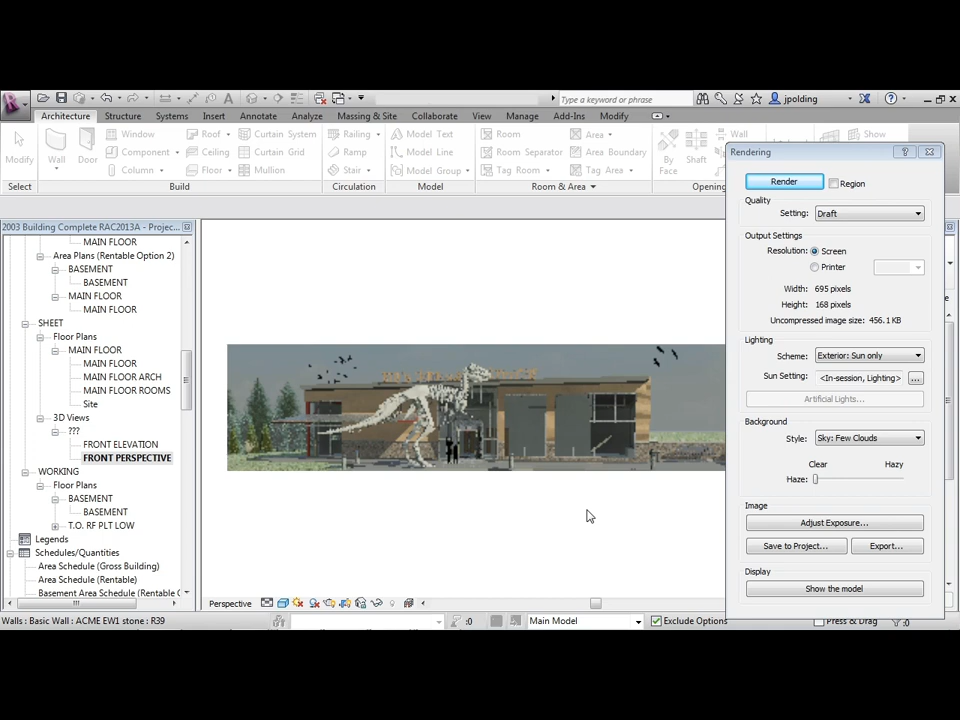 Type a keyword or phrase
jpolding
Architecture Structure Systems Insert Annotate Analyze Massing & Site Collaborate View Manage Add-Ins Modify
Modify
Wall
Door
Window
Component
Column
Roof
Ceiling
Floor
Curtain System
Curtain Grid
Mullion
Railing
Ramp
Stair
Model Text
Model Line
Model Group
Room
Room Separator
Tag Room
Area
Area Boundary
Tag Area
By
Face
Shaft
Wall
Show
Select Build Circulation Model Room & Area Opening
2003 Building Complete RAC2013A - Projec...
MAIN FLOOR
Area Plans (Rentable Option 2)
BASEMENT
BASEMENT
MAIN FLOOR
MAIN FLOOR
SHEET
Floor Plans
MAIN FLOOR
MAIN FLOOR
MAIN FLOOR ARCH
MAIN FLOOR ROOMS
Site
3D Views
???
FRONT ELEVATION
FRONT PERSPECTIVE
WORKING
Floor Plans
BASEMENT
BASEMENT
T.O. RF PLT LOW
Legends
Schedules/Quantities
Area Schedule (Gross Building)
Area Schedule (Rentable)
Basement Area Schedule (Rentable
Perspective
Walls : Basic Wall : ACME EW1 stone : R39
:0
Main Model
Exclude Options
Press & Drag
:0
Rendering
Render
Region
Quality
Setting: Draft
Output Settings
Resolution: Screen
Printer
Width: 695 pixels
Height: 168 pixels
Uncompressed image size: 456.1 KB
Lighting
Scheme: Exterior: Sun only
Sun Setting: <In-session, Lighting> ...
Artificial Lights...
Background
Style: Sky: Few Clouds
Clear Hazy
Haze:
Image
Adjust Exposure...
Save to Project... Export...
Display
Show the model